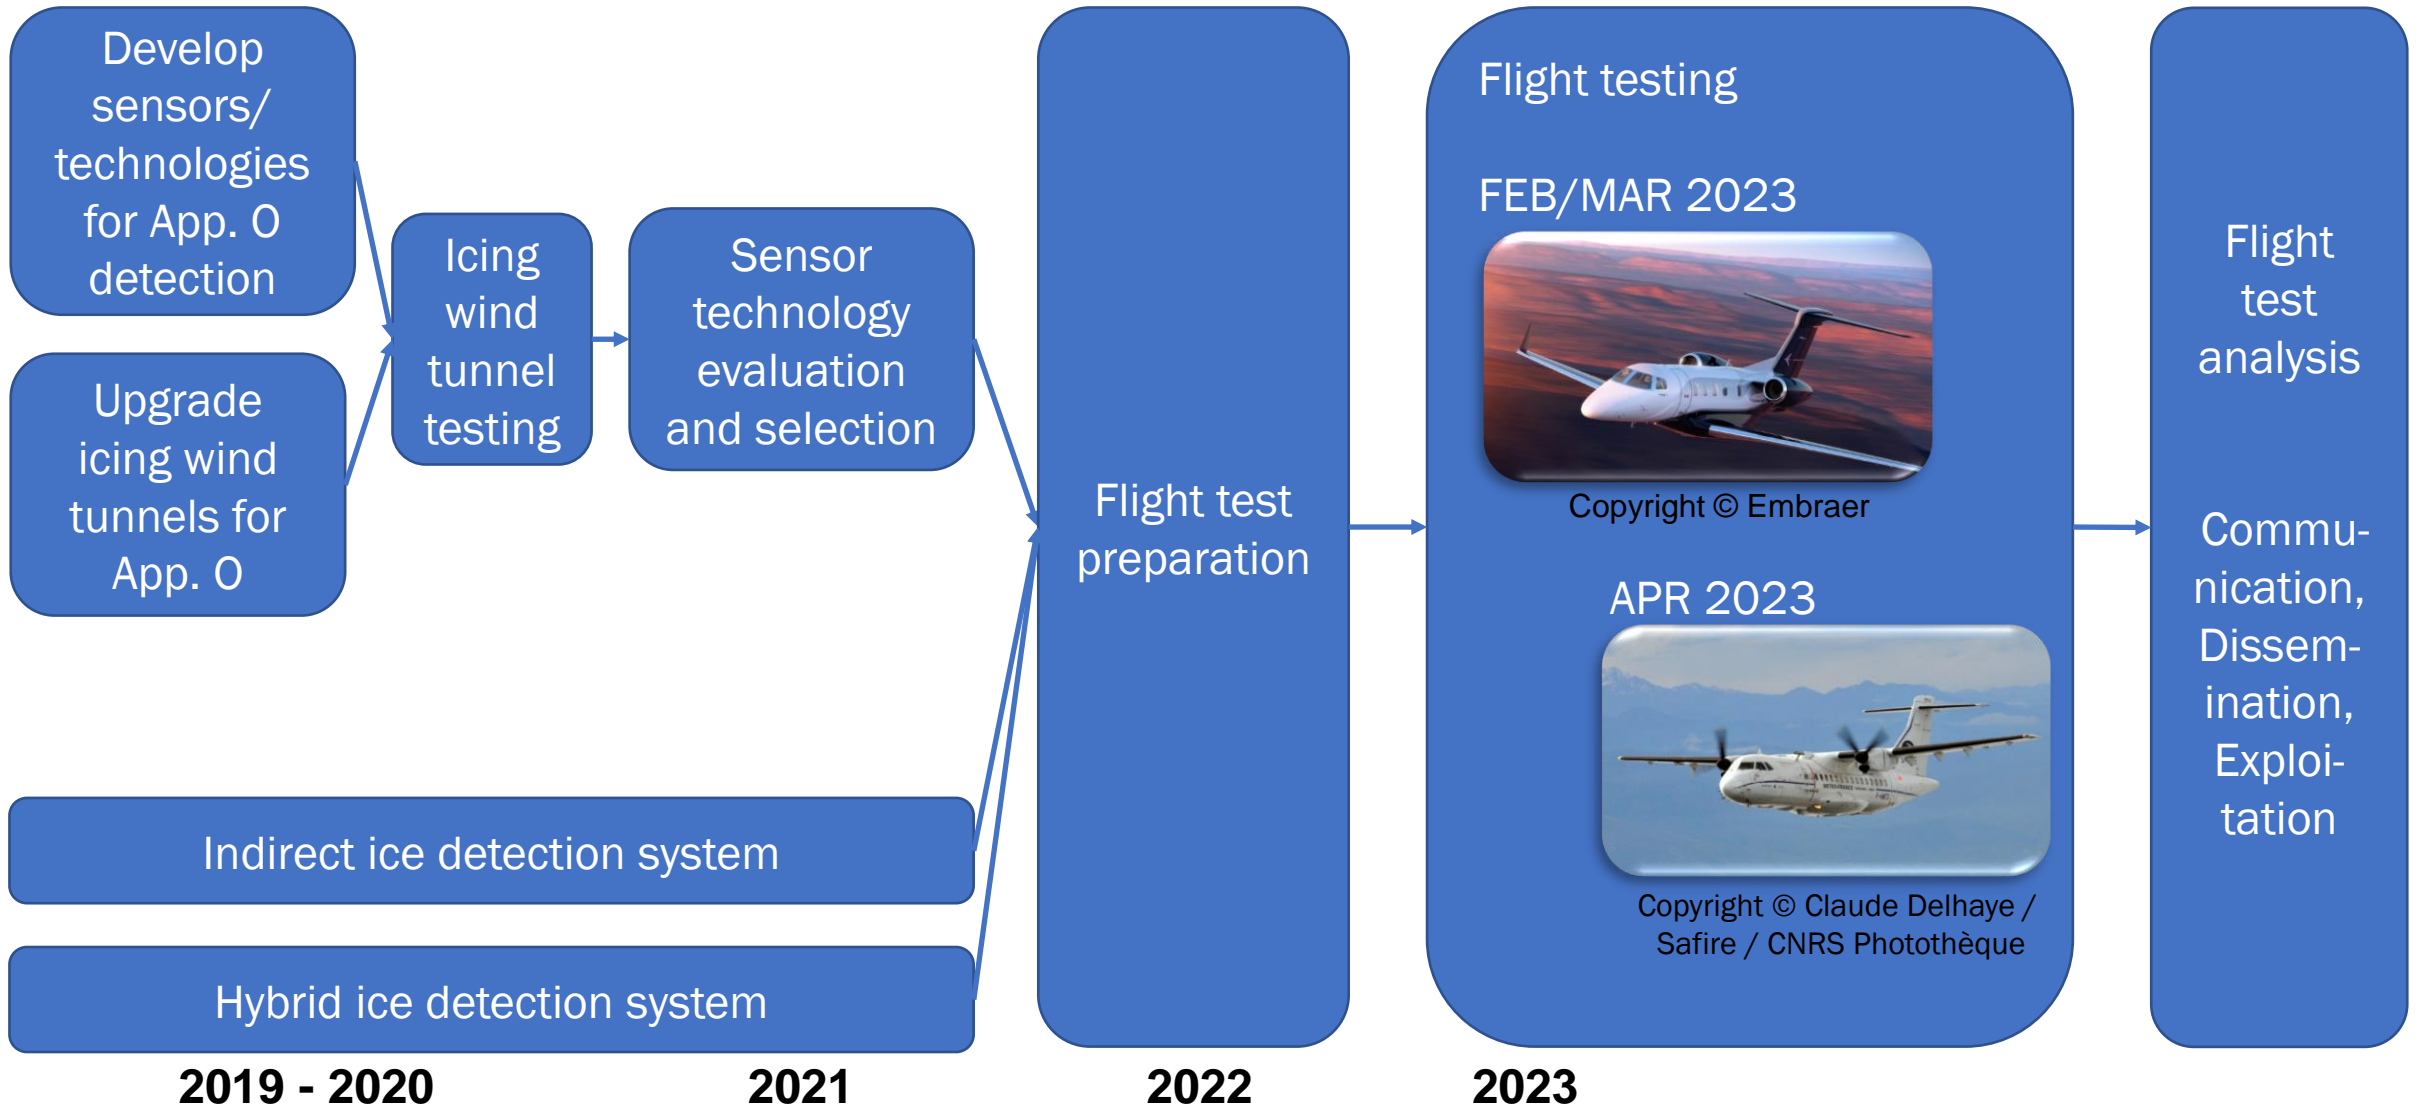 Develop
sensors/
technologies
for App. O
detection
Upgrade
icing wind
tunnels for
App. O
Icing
wind
tunnel
testing
Sensor
technology
evaluation
and selection
Indirect ice detection system
Hybrid ice detection system
Flight test
preparation
Flight testing
FEB/MAR 2023
Copyright © Embraer
APR 2023
Copyright © Claude Delhaye /
Safire / CNRS Photothèque
Flight
test
analysis
Commu-
nication,
Dissem-
ination,
Exploi-
tation
2019 - 2020
2021
2022
2023